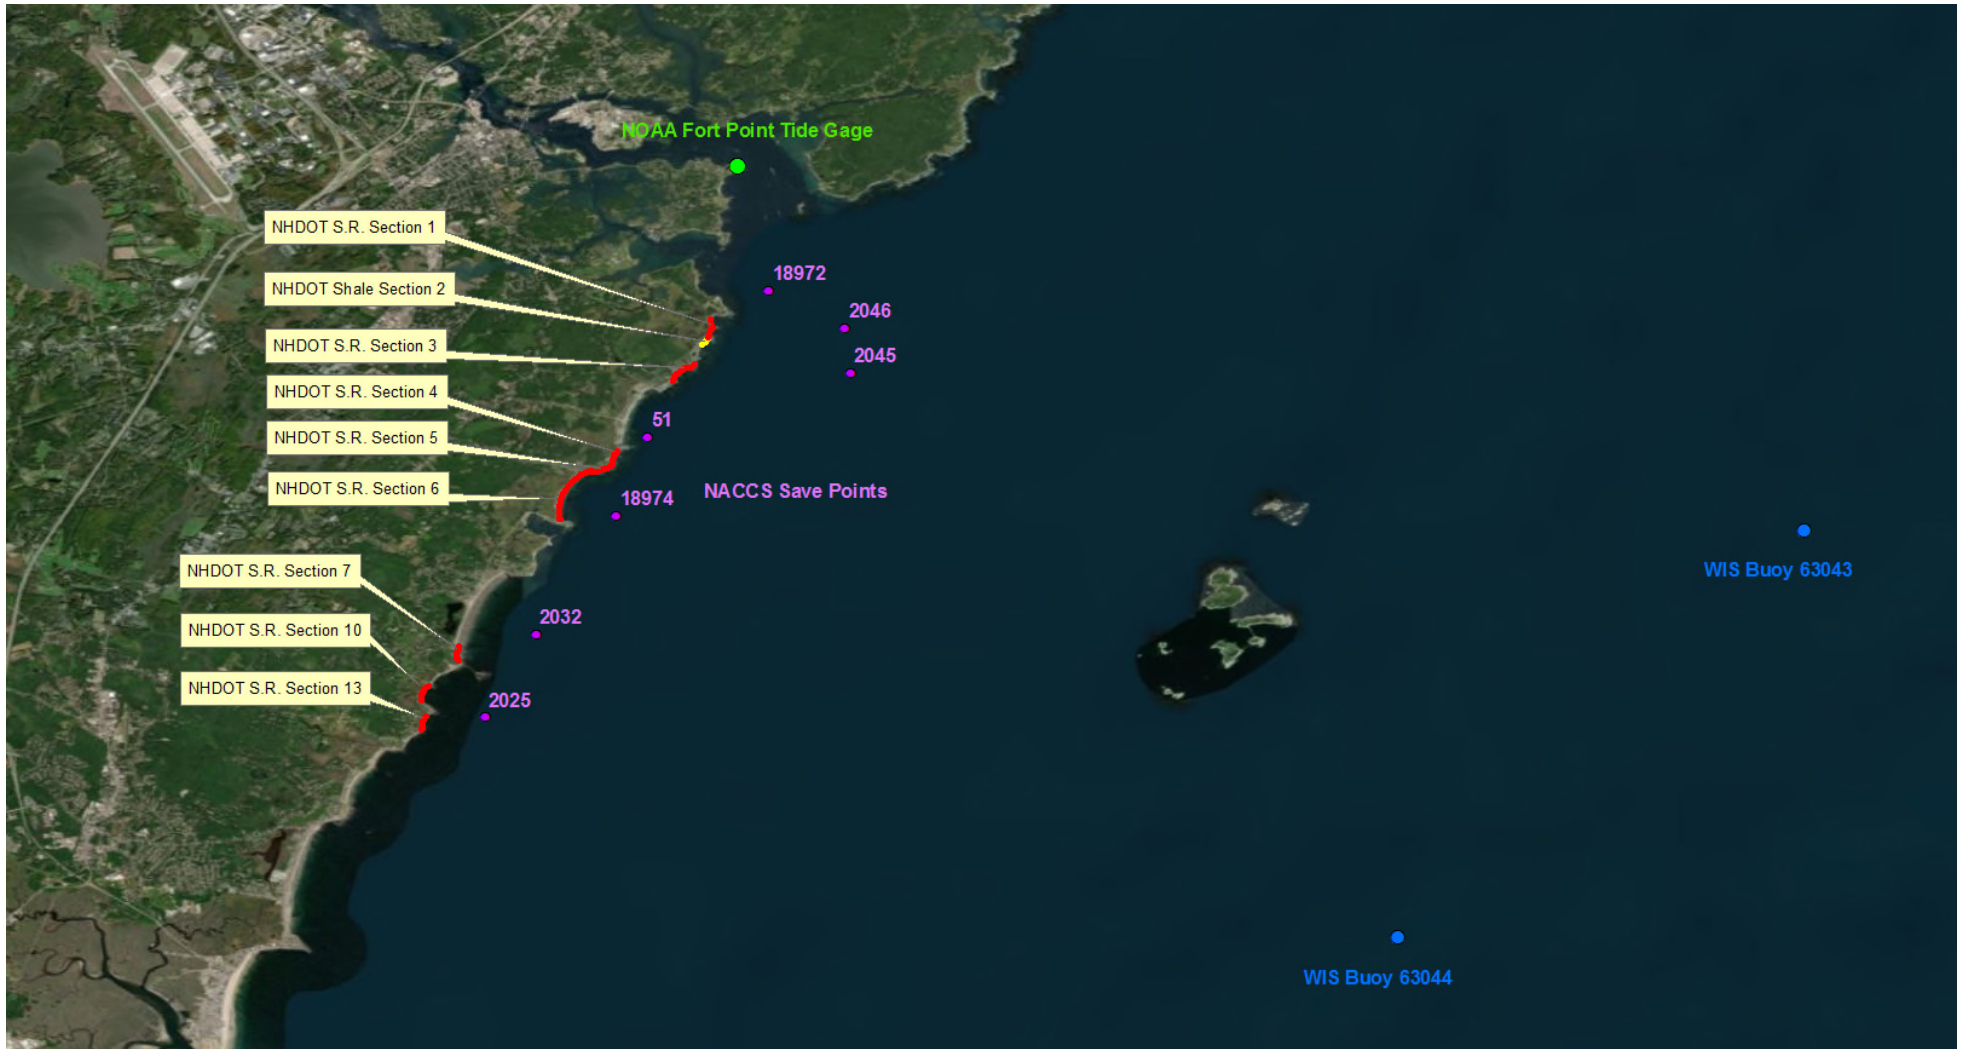 NOAA Fort Point Tide Gage
NHDOT S.R. Section 1
18972
NHDOT Shale Section 2
2046
NHDOT S.R. Section 3
2045
NHDOT S.R. Section 4
51
NHDOT S.R. Section 5
NHDOT S.R. Section 6
18974
NACCS Save Points
NHDOT S.R. Section 7
WIS Buoy 63043
2032
NHDOT S.R. Section 10
NHDOT S.R. Section 13
2025
WIS Buoy 63044